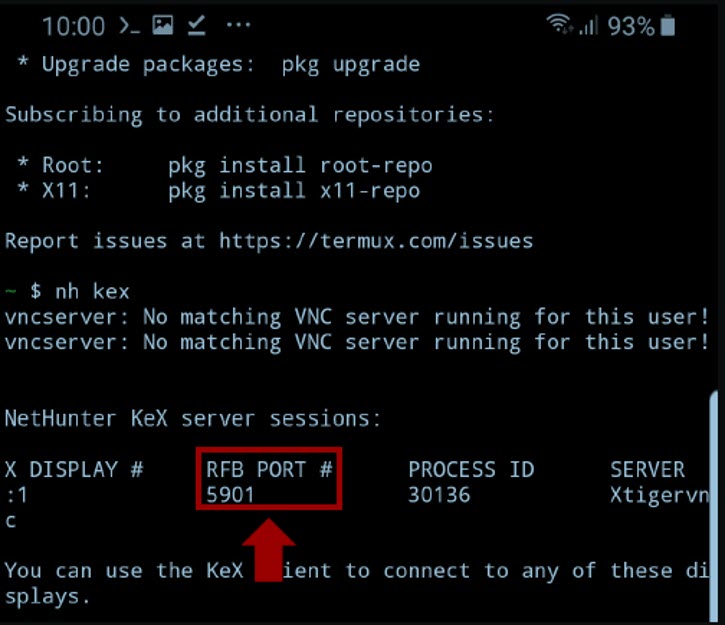 10:00 93%
* Upgrade packages: pkg upgrade
Subscribing to additional repositories:
* Root: pkg install root-repo
* X11: pkg install x11-repo
Report issues at https://termux.com/issues
~ $ nh kex
vncserver: No matching VNC server running for this user!
vncserver: No matching VNC server running for this user!
NetHunter KeX server sessions:
X DISPLAY # RFB PORT # PROCESS ID SERVER
:1 5901 30136 Xtigervn
c
You can use the KeX ient to connect to any of these di
splays.